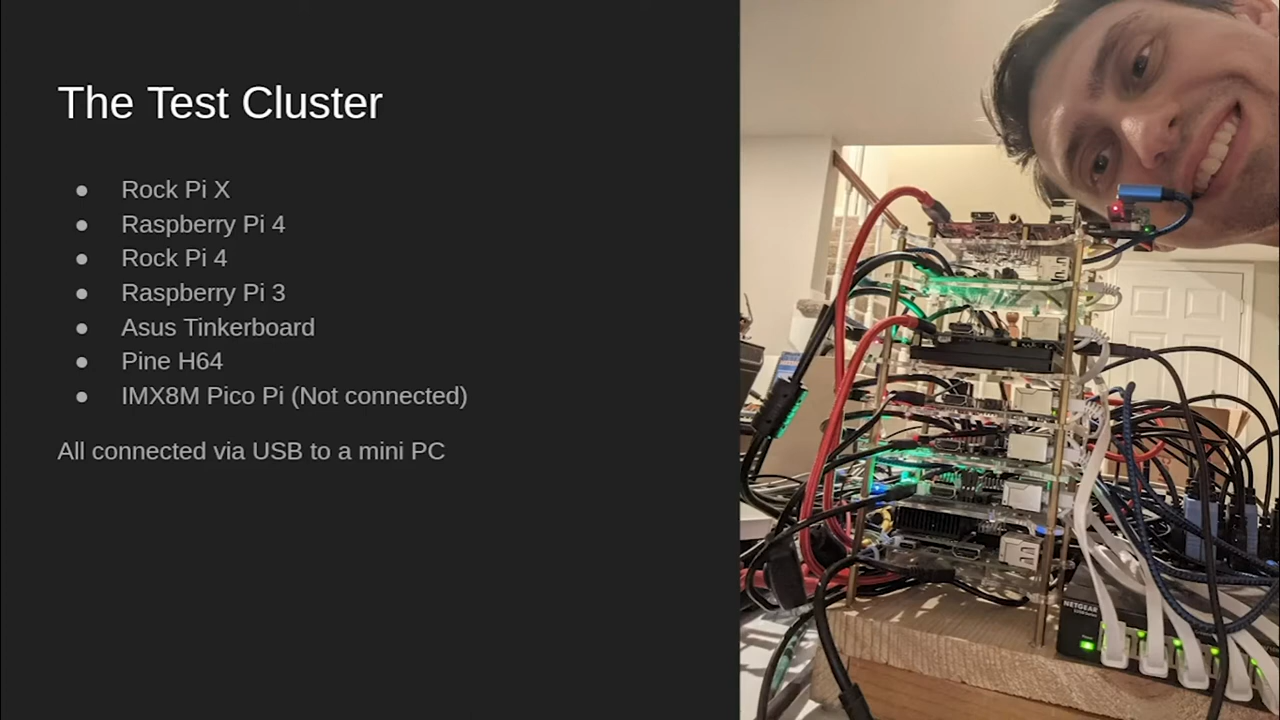 The Test Cluster
● Rock Pi X
● Raspberry Pi 4
● Rock Pi 4
● Raspberry Pi 3
● Asus Tinkerboard
● Pine H64
● IMX8M Pico Pi (Not connected)
All connected via USB to a mini PC
NETGEAR